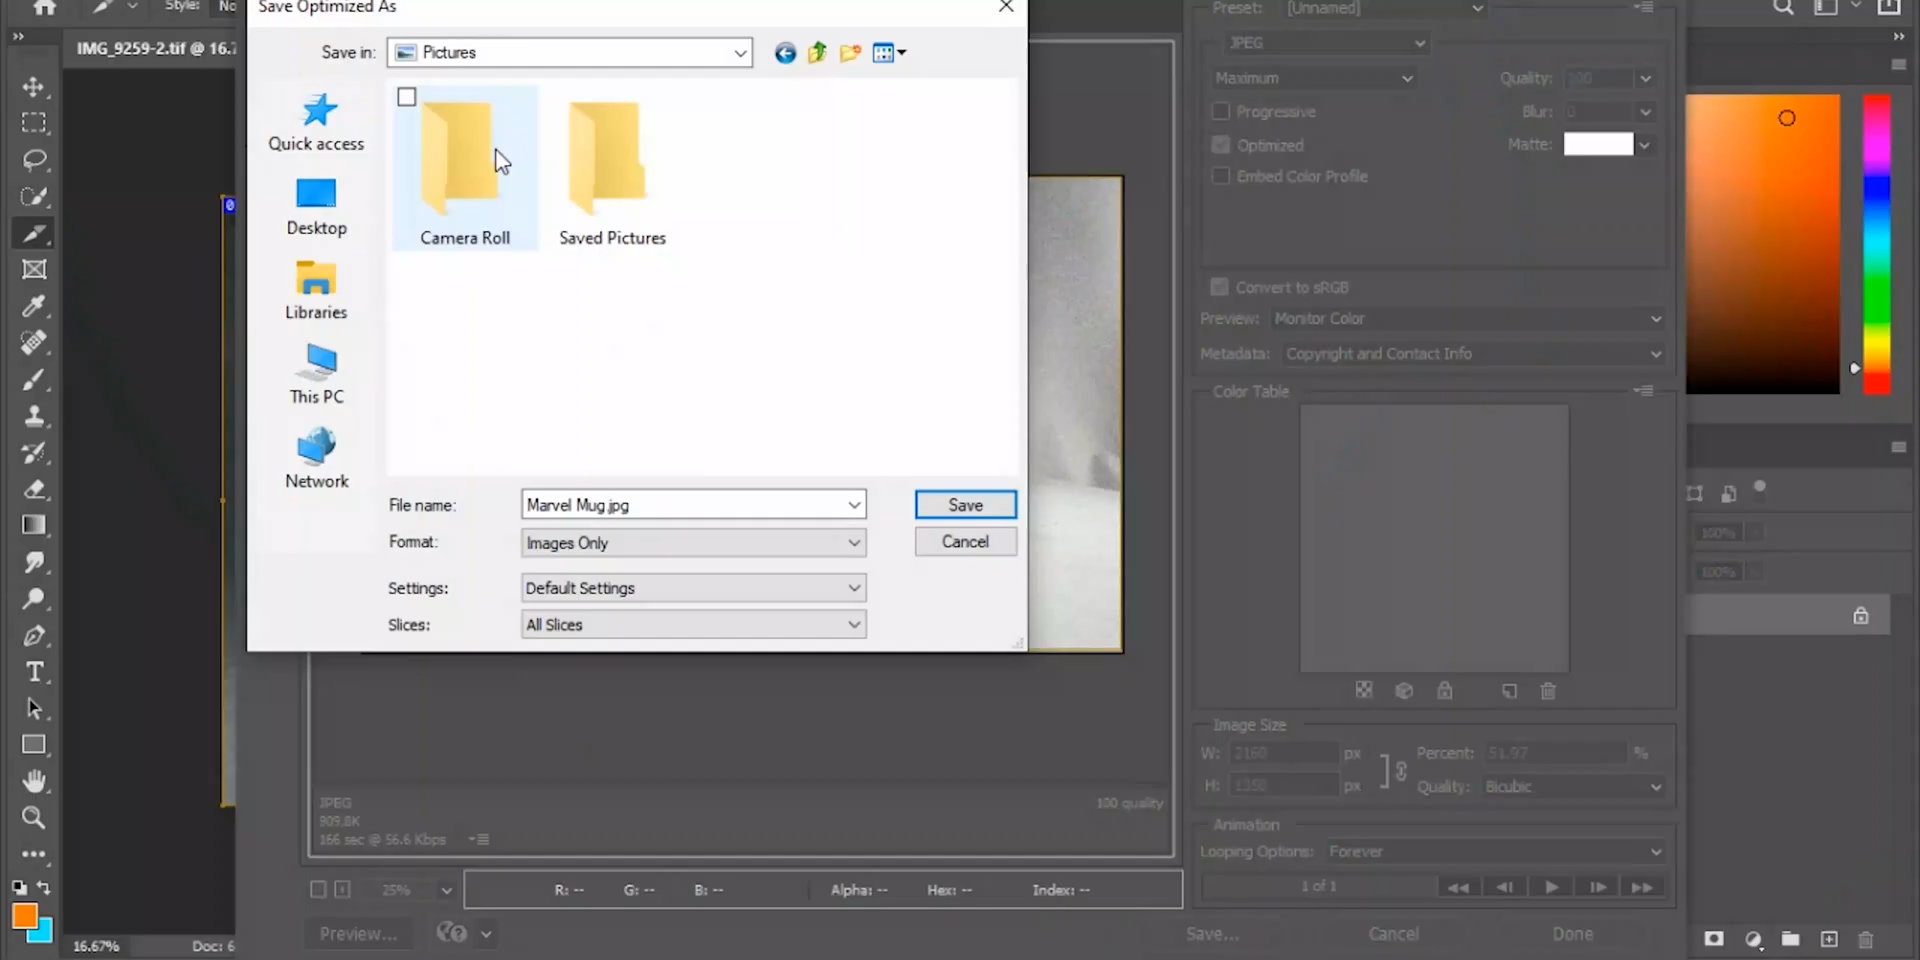 Style:
Save Optimized As
Preset: [Unnamed]
IMG_9259-2.tif @ 16.7
Save in: Pictures
JPEG
Maximum
Quality: 100
Progressive
Blur: 0
Optimized
Matte:
Embed Color Profile
Quick access
Desktop
Libraries
This PC
Network
Camera Roll
Saved Pictures
Convert to sRGB
Preview: Monitor Color
Metadata: Copyright and Contact Info
Color Table
File name: Marvel Mug.jpg
Save
Format: Images Only
Cancel
Settings: Default Settings
Slices: All Slices
100%
100%
Image Size
W: 2160 px
Percent: 51.97 %
H: 1350 px
Quality: Bicubic
JPEG
909.8K
166 sec @ 56.6 Kbps
100 quality
Animation
Looping Options: Forever
1 of 1
25%
R: --
G: --
B: --
Alpha: --
Hex: --
Index: --
Preview...
Save...
Cancel
Done
16.67%
Doc: 6